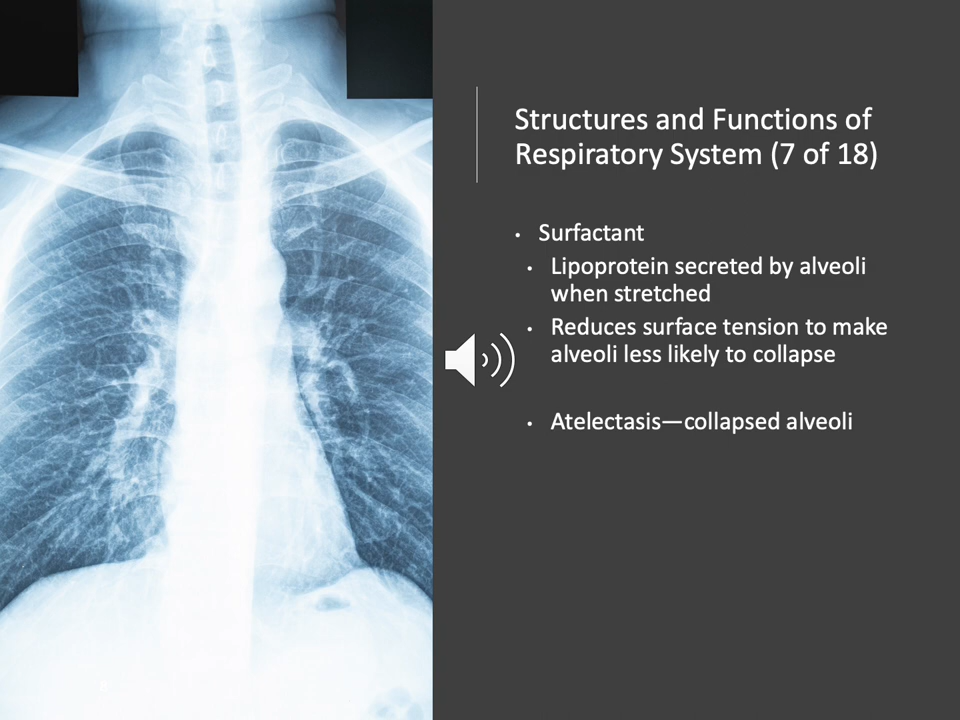 Structures and Functions of
Respiratory System (7 of 18)
• Surfactant
• Lipoprotein secreted by alveoli
when stretched
• Reduces surface tension to make
alveoli less likely to collapse
• Atelectasis—collapsed alveoli